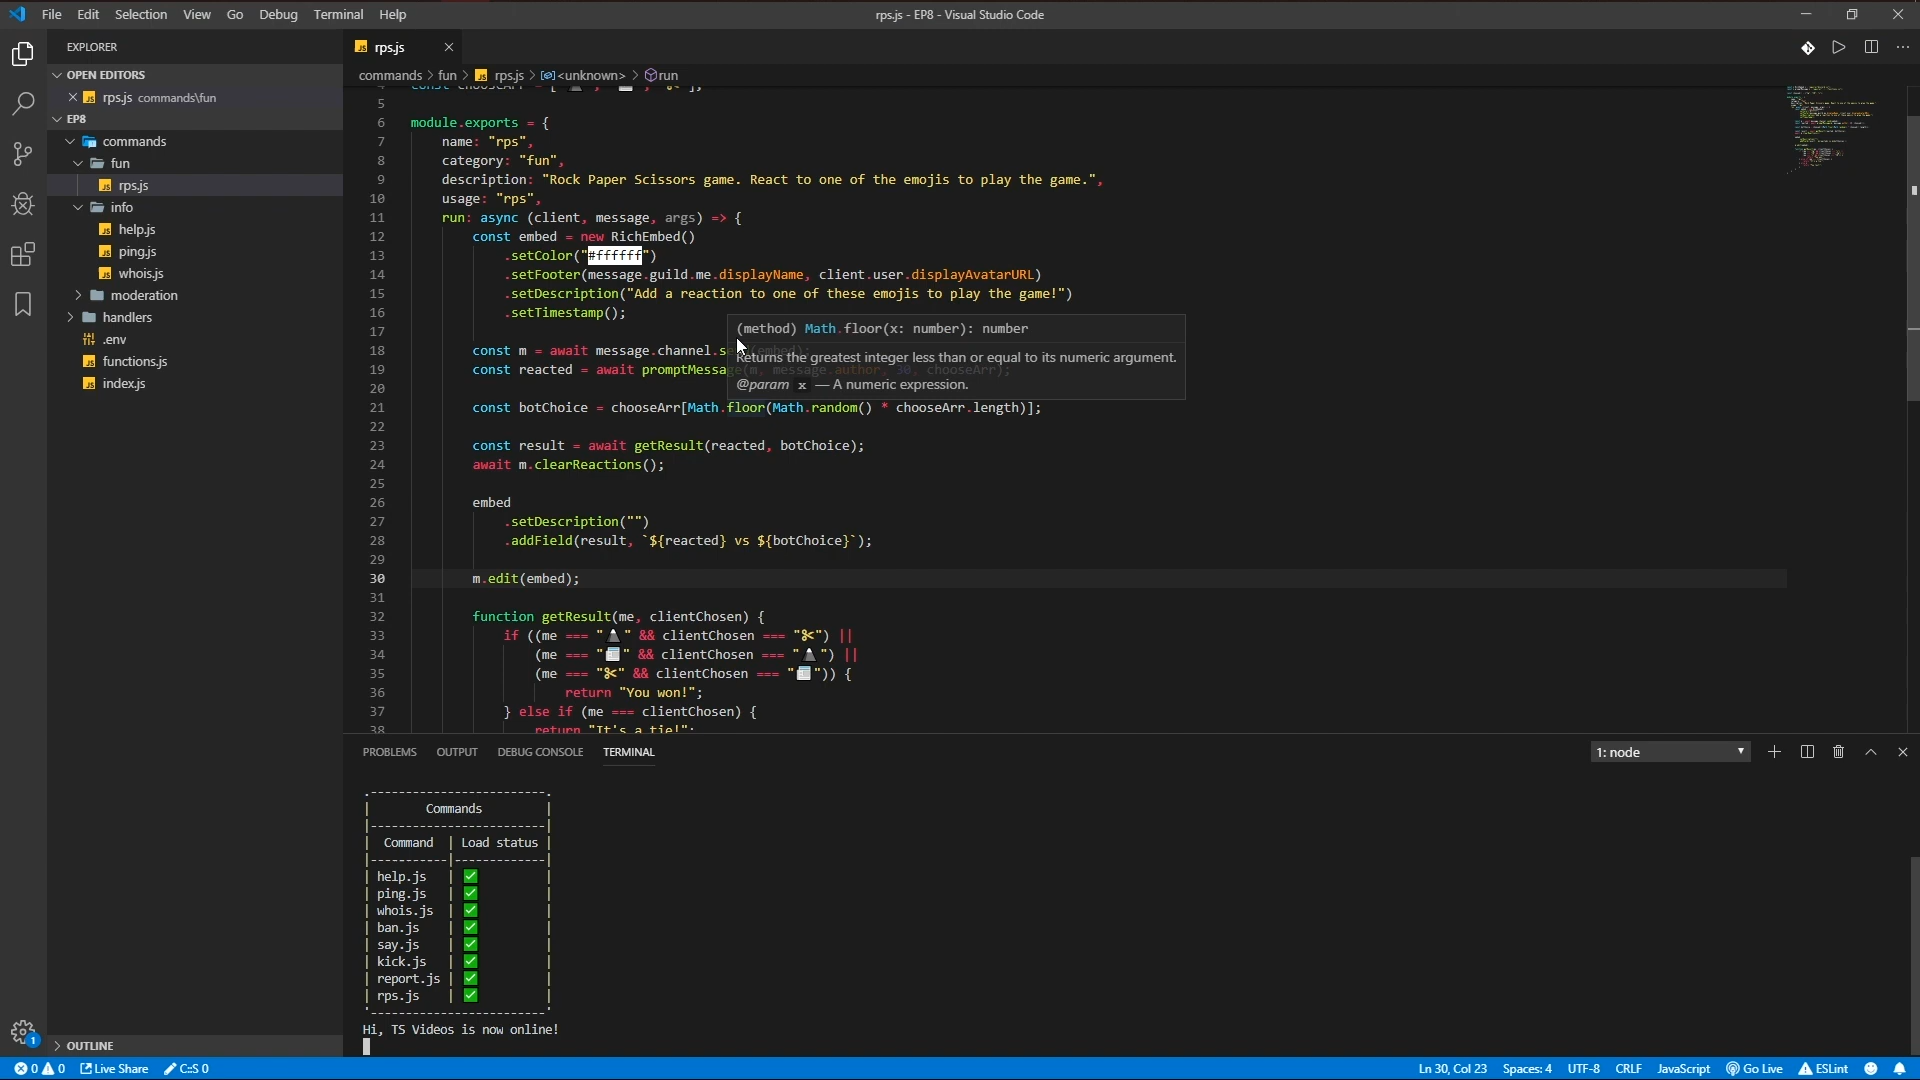 File Edit Selection View Go Debug Terminal Help
rps.js - EP8 - Visual Studio Code
EXPLORER
OPEN EDITORS
rps.js commands\fun
EP8
commands
fun
rps.js
info
help.js
ping.js
whois.js
moderation
handlers
.env
functions.js
index.js
OUTLINE
rps.js
commands > fun > rps.js > <unknown> > run
5
6 module.exports = {
7 name: "rps",
8 category: "fun",
9 description: "Rock Paper Scissors game. React to one of the emojis to play the game.",
10 usage: "rps",
11 run: async (client, message, args) => {
12 const embed = new RichEmbed()
13 .setColor("#ffffff")
14 .setFooter(message.guild.me.displayName, client.user.displayAvatarURL)
15 .setDescription("Add a reaction to one of these emojis to play the game!")
16 .setTimestamp();
17
(method) Math.floor(x: number): number
Returns the greatest integer less than or equal to its numeric argument.
@param x — A numeric expression.
18 const m = await message.channel.send(embed);
19 const reacted = await promptMessage(m, message.author, 30, chooseArr);
20
21 const botChoice = chooseArr[Math.floor(Math.random() * chooseArr.length)];
22
23 const result = await getResult(reacted, botChoice);
24 await m.clearReactions();
25
26 embed
27 .setDescription("")
28 .addField(result, `${reacted} vs ${botChoice}`);
29
30 m.edit(embed);
31
32 function getResult(me, clientChosen) {
33 if ((me === "🗻" && clientChosen === "✂") ||
34 (me === "📰" && clientChosen === "🗻") ||
35 (me === "✂" && clientChosen === "📰")) {
36 return "You won!";
37 } else if (me === clientChosen) {
38 return "It's a tie!";
PROBLEMS OUTPUT DEBUG CONSOLE TERMINAL
1: node
Commands
Command | Load status
help.js | ✅
ping.js | ✅
whois.js | ✅
ban.js | ✅
say.js | ✅
kick.js | ✅
report.js | ✅
rps.js | ✅
Hi, TS Videos is now online!
1
0 0 Live Share C:S 0 Ln 30, Col 23 Spaces: 4 UTF-8 CRLF JavaScript Go Live ESLint